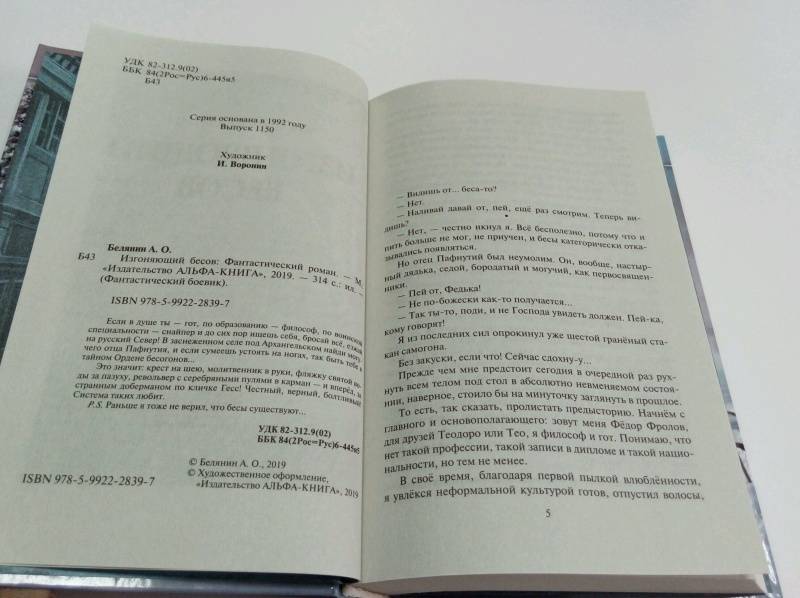 УДК 82-312.9(02)
ББК 84(2Рос=Рус)6-445я5
Б43
Серия основана в 1992 году
Выпуск 1150
Художник
И. Воронин
Белянин А. О.
Б43 Изгоняющий бесов: Фантастический роман. — М.
«Издательство АЛЬФА-КНИГА», 2019. — 314 с.: ил. —
(Фантастический боевик).
ISBN 978-5-9922-2839-7
Если в душе ты — гот, по образованию — философ, по воинской
специальности — снайпер и до сих пор ищешь себя, бросай всё, езжай
на русский Север! В заснеженном селе под Архангельском найди мое-
чего отца Пафнутия, и если сумеешь устоять на ногах, так быть тебе в
тайном Ордене бесогонов...
Это значит: крест на шею, молитвенник в руки, фляжку святой во-
ды за пазуху, револьвер с серебряными пулями в карман — и вперёд, за
странным доберманом по кличке Гесс! Честный, верный, болтливый
Система таких любит.
P.S. Раньше я тоже не верил, что бесы существуют...
УДК 82-312.9(02)
ББК 84(2Рос=Рус)6-445я5
© Белянин А. О., 2019
© Художественное оформление,
«Издательство АЛЬФА-КНИГА», 2019
ISBN 978-5-9922-2839-7
— Видишь от... беса-то?
— Нет.
— Наливай давай от, пей, ещё раз смотрим. Теперь ви-
дишь?
— Нет, — честно икнул я. Всё бесполезно, потому что и
пить больше не мог, не приучен, и бесы категорически отка-
зывались появляться.
Но отец Пафнутий был неумолим. Он, вообще, настыр-
ный дядька, седой, бородатый и могучий, как первосвящен-
ники.
— Пей от, Федька!
— Не по-божески как-то получается...
— Так ты-то, поди, и не Господа увидеть должен. Пей-ка,
кому говорят!
Я из последних сил опрокинул уже шестой гранёный ста-
кан самогона.
Без закуски, если что! Сейчас сдохну-у...
Прежде чем мне предстоит сегодня в очередной раз рух-
нуть всем телом под стол в абсолютно невменяемом состоя-
нии, наверное, стоило бы на минуточку заглянуть в прошлое.
То есть, так сказать, пролистать предысторию. Начнём с
главного и основополагающего: зовут меня Фёдор Фролов,
для друзей Теодоро или Тео, я философ и гот. Понимаю, что
нет такой профессии, такой записи в дипломе и такой нацио-
нальности, но тем не менее.
В своё время, благодаря первой пылкой влюблённости,
я увлёкся неформальной культурой готов, отпустил волосы,
5